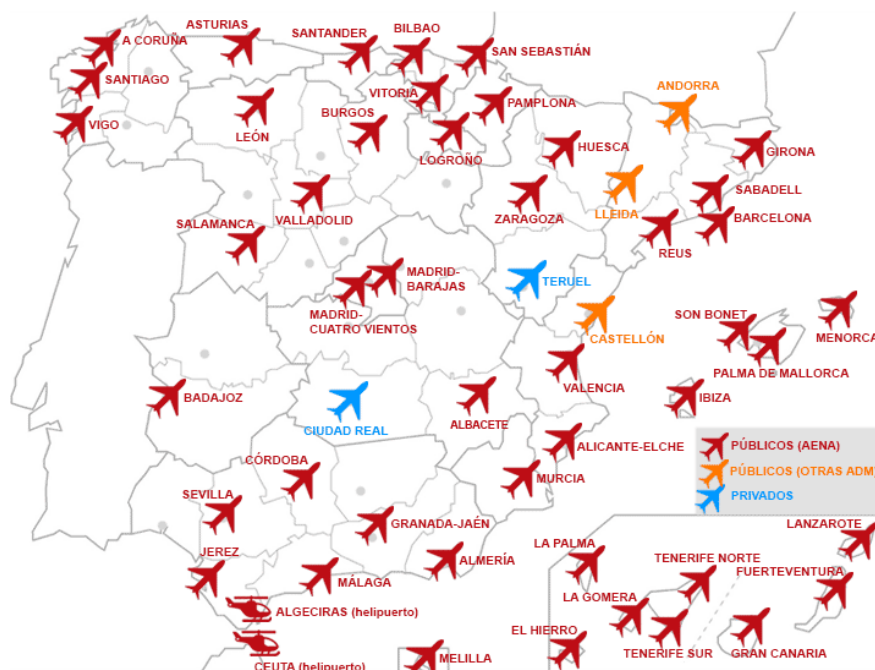 ASTURIAS
SANTANDER
BILBAO
A CORUÑA
SAN SEBASTIÁN
SANTIAGO
ANDORRA
VITORIA
PAMPLONA
LEÓN
BURGOS
VIGO
HUESCA
GIRONA
LOGROÑO
SABADELL
LLEIDA
ZARAGOZA
VALLADOLID
BARCELONA
SALAMANCA
REUS
MADRID-
BARAJAS
TERUEL
MADRID-
CUATRO VIENTOS
SON BONET
CASTELLÓN
MENORCA
PALMA DE MALLORCA
VALENCIA
BADAJOZ
IBIZA
ALBACETE
CIUDAD REAL
ALICANTE-ELCHE
PÚBLICOS (AENA)
CÓRDOBA
PÚBLICOS (OTRAS ADM)
MURCIA
PRIVADOS
SEVILLA
GRANADA-JAÉN
LANZAROTE
LA PALMA
JEREZ
TENERIFE NORTE
ALMERÍA
FUERTEVENTURA
MÁLAGA
LA GOMERA
ALGECIRAS (helipuerto)
EL HIERRO
TENERIFE SUR
GRAN CANARIA
MELILLA
CEUTA (helipuerto)